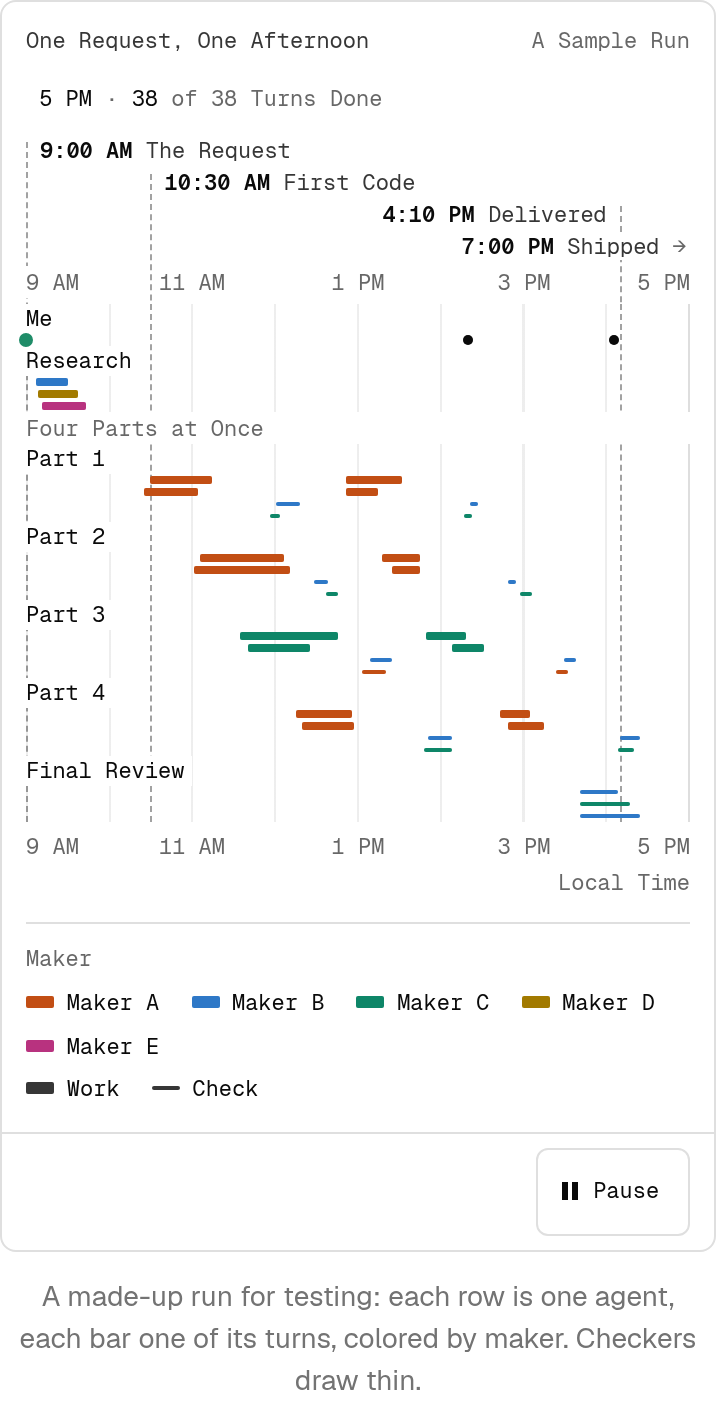 One Request, One Afternoon
A Sample Run
5 PM · 38 of 38 Turns Done
9:00 AM The Request
10:30 AM First Code
4:10 PM Delivered
7:00 PM Shipped →
9 AM 11 AM 1 PM 3 PM 5 PM
Me
Research
Four Parts at Once
Part 1
Part 2
Part 3
Part 4
Final Review
9 AM 11 AM 1 PM 3 PM 5 PM
Local Time
Maker
Maker A Maker B Maker C Maker D
Maker E
Work Check
Pause
A made-up run for testing: each row is one agent,
each bar one of its turns, colored by maker. Checkers
draw thin.